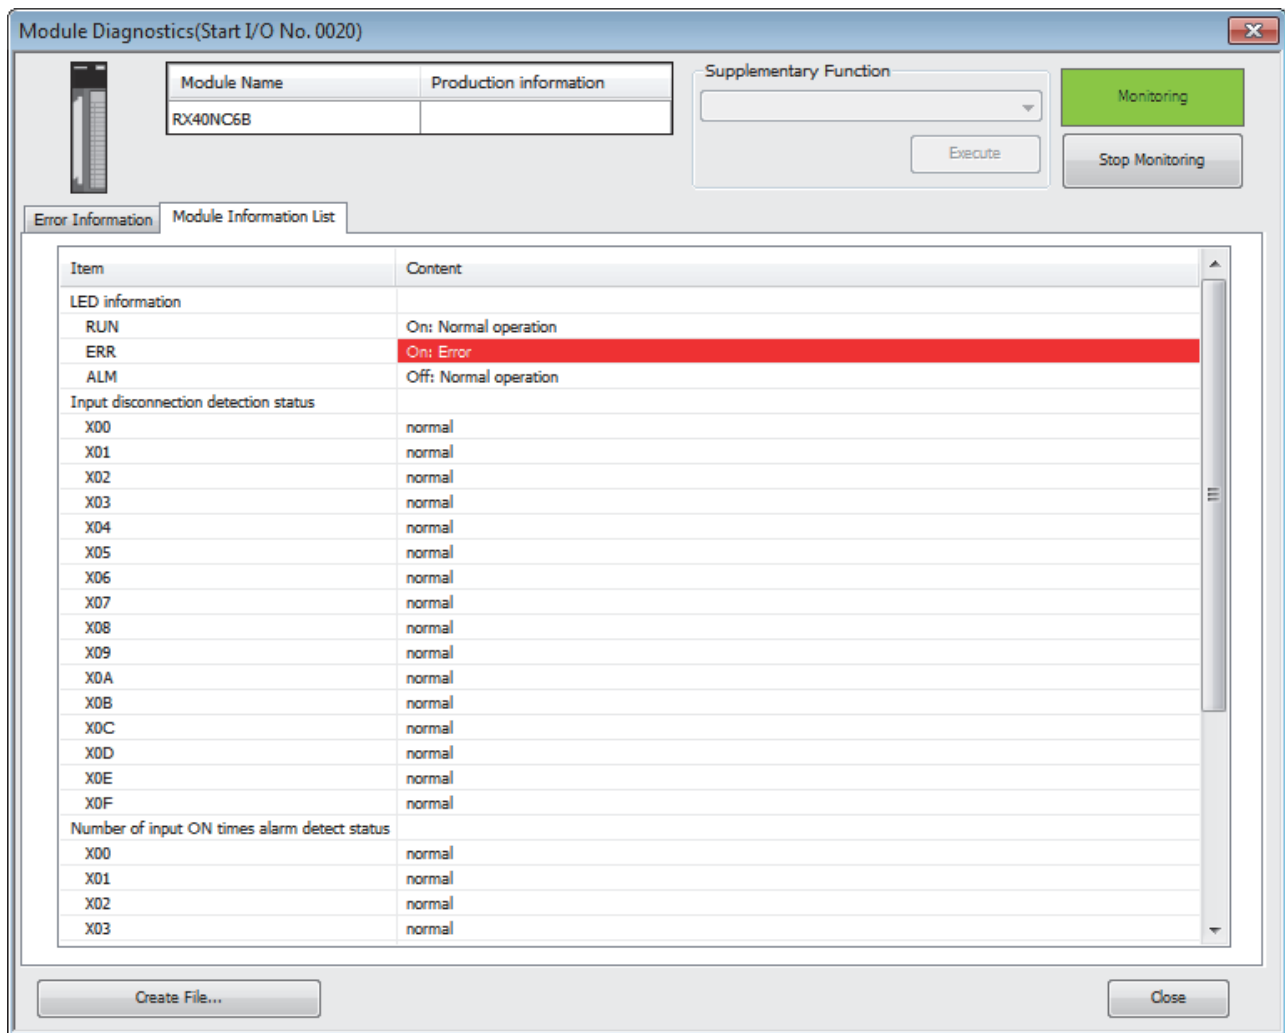 Module Diagnostics(Start I/O No. 0020)
Module Name Production information
RX40NC6B
Supplementary Function
Execute
Monitoring
Stop Monitoring
Error Information Module Information List
Item Content
LED information
RUN On: Normal operation
ERR On: Error
ALM Off: Normal operation
Input disconnection detection status
X00 normal
X01 normal
X02 normal
X03 normal
X04 normal
X05 normal
X06 normal
X07 normal
X08 normal
X09 normal
X0A normal
X0B normal
X0C normal
X0D normal
X0E normal
X0F normal
Number of input ON times alarm detect status
X00 normal
X01 normal
X02 normal
X03 normal
Create File... Close